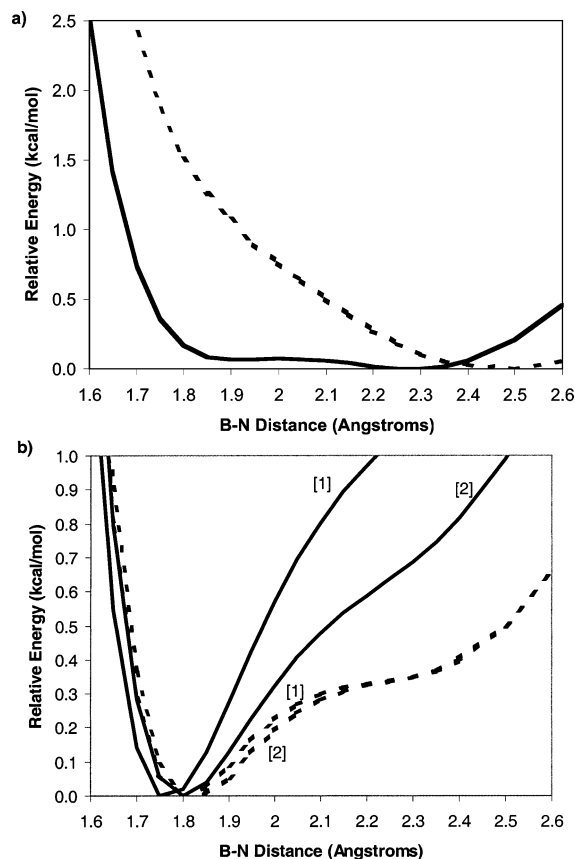 a)
2.5
2.0
1.5
1.0
0.5
0.0
Relative Energy (kcal/mol)
1.6 1.7 1.8 1.9 2 2.1 2.2 2.3 2.4 2.5 2.6
B-N Distance (Angstroms)
b)
1.0
0.9
0.8
0.7
0.6
0.5
0.4
0.3
0.2
0.1
0.0
Relative Energy (kcal/mol)
[1]
[2]
[1]
[2]
1.6 1.7 1.8 1.9 2.0 2.1 2.2 2.3 2.4 2.5 2.6
B-N Distance (Angstroms)